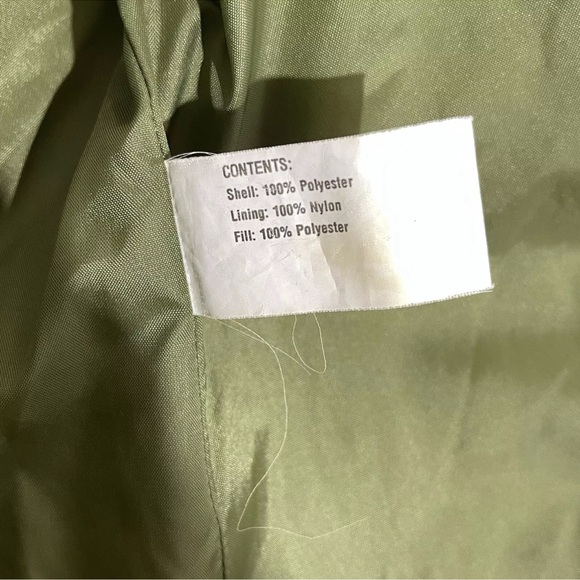 CONTENTS:
Shell: 100% Polyester
Lining: 100% Nylon
Fill: 100% Polyester